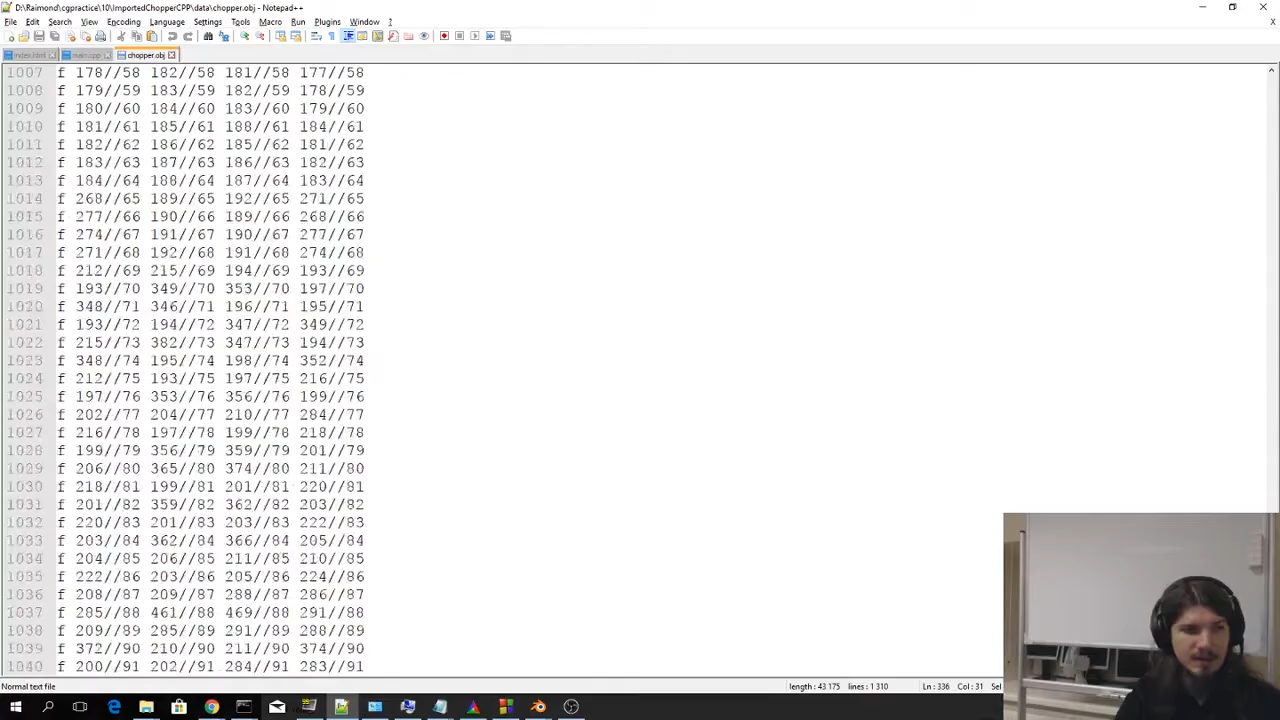 D:\Raimond\cgpractice\10\ImportedChopperCPP\data\chopper.obj - Notepad++
File Edit Search View Encoding Language Settings Tools Macro Run Plugins Window ?
index.html main.cpp chopper.obj
1007 f 178//58 182//58 181//58 177//58
1008 f 179//59 183//59 182//59 178//59
1009 f 180//60 184//60 183//60 179//60
1010 f 181//61 185//61 188//61 184//61
1011 f 182//62 186//62 185//62 181//62
1012 f 183//63 187//63 186//63 182//63
1013 f 184//64 188//64 187//64 183//64
1014 f 268//65 189//65 192//65 271//65
1015 f 277//66 190//66 189//66 268//66
1016 f 274//67 191//67 190//67 277//67
1017 f 271//68 192//68 191//68 274//68
1018 f 212//69 215//69 194//69 193//69
1019 f 193//70 349//70 353//70 197//70
1020 f 348//71 346//71 196//71 195//71
1021 f 193//72 194//72 347//72 349//72
1022 f 215//73 382//73 347//73 194//73
1023 f 348//74 195//74 198//74 352//74
1024 f 212//75 193//75 197//75 216//75
1025 f 197//76 353//76 356//76 199//76
1026 f 202//77 204//77 210//77 284//77
1027 f 216//78 197//78 199//78 218//78
1028 f 199//79 356//79 359//79 201//79
1029 f 206//80 365//80 374//80 211//80
1030 f 218//81 199//81 201//81 220//81
1031 f 201//82 359//82 362//82 203//82
1032 f 220//83 201//83 203//83 222//83
1033 f 203//84 362//84 366//84 205//84
1034 f 204//85 206//85 211//85 210//85
1035 f 222//86 203//86 205//86 224//86
1036 f 208//87 209//87 288//87 286//87
1037 f 285//88 461//88 469//88 291//88
1038 f 209//89 285//89 291//89 288//89
1039 f 372//90 210//90 211//90 374//90
1040 f 200//91 202//91 284//91 283//91
Normal text file length : 43 175 lines : 1 310 Ln : 336 Col : 31 Sel